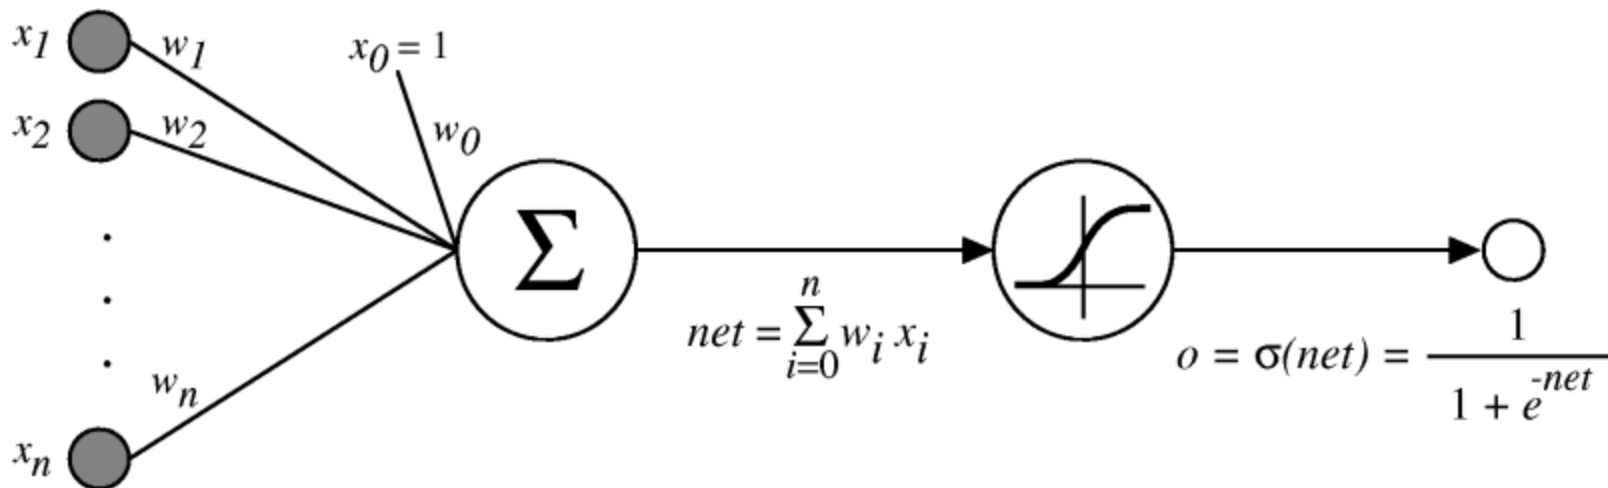 x1 w1
x0 = 1
x2 w2
w0
Σ
n
net = Σ wi xi
i=0
1
o = σ(net) =
1 + e^-net
wn
xn